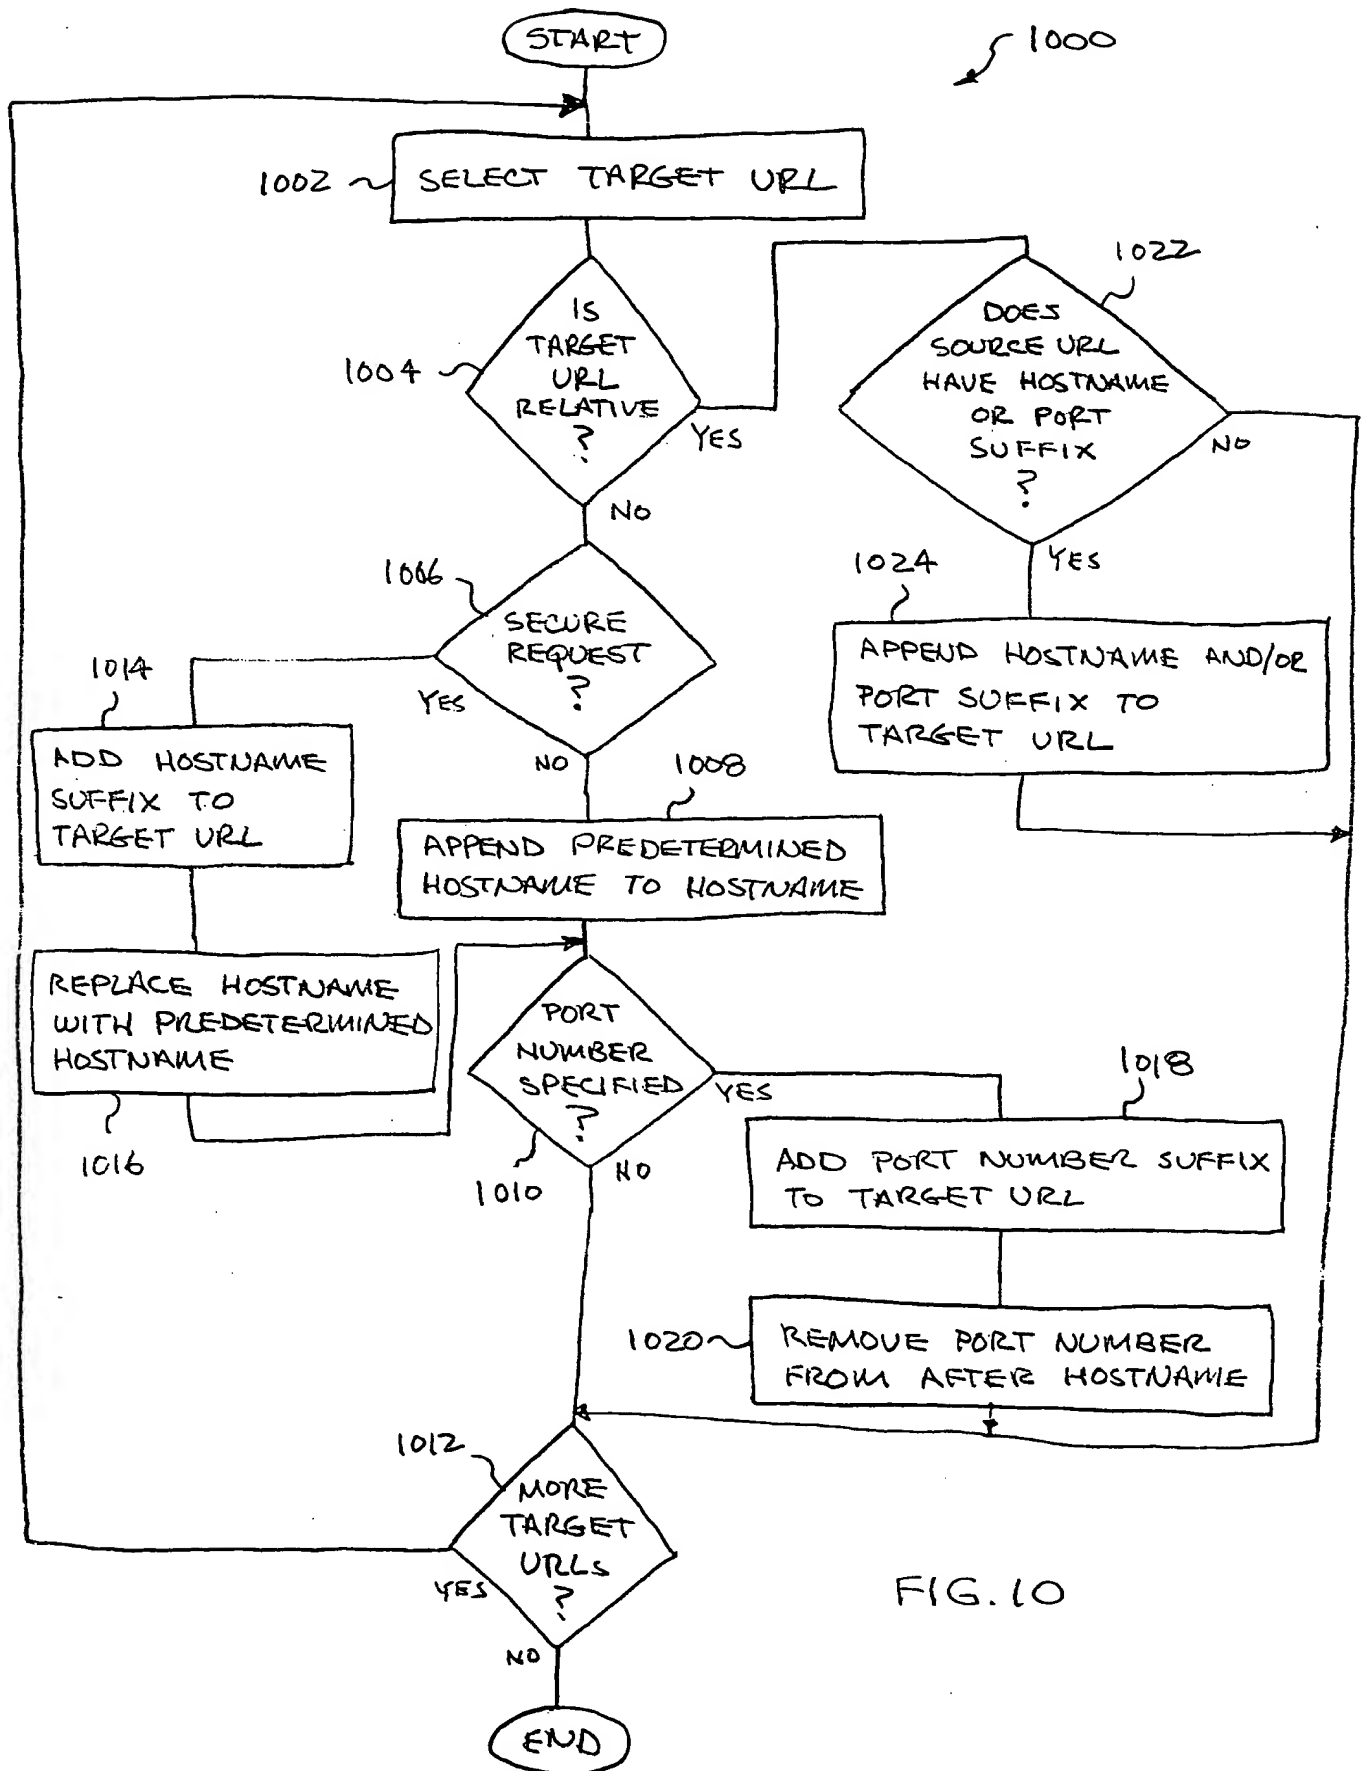 START
1000
1002
SELECT TARGET URL
1022
IS
TARGET
URL
RELATIVE
?
1004
YES
NO
DOES
SOURCE URL
HAVE HOSTNAME
OR PORT
SUFFIX
?
NO
YES
1006
SECURE
REQUEST
?
YES
NO
1024
APPEND HOSTNAME AND/OR
PORT SUFFIX TO
TARGET URL
1014
ADD HOSTNAME
SUFFIX TO
TARGET URL
1008
APPEND PREDETERMINED
HOSTNAME TO HOSTNAME
REPLACE HOSTNAME
WITH PREDETERMINED
HOSTNAME
1016
PORT
NUMBER
SPECIFIED
?
YES
1010
NO
1018
ADD PORT NUMBER SUFFIX
TO TARGET URL
1020
REMOVE PORT NUMBER
FROM AFTER HOSTNAME
1012
MORE
TARGET
URLS
?
YES
NO
FIG. 10
END